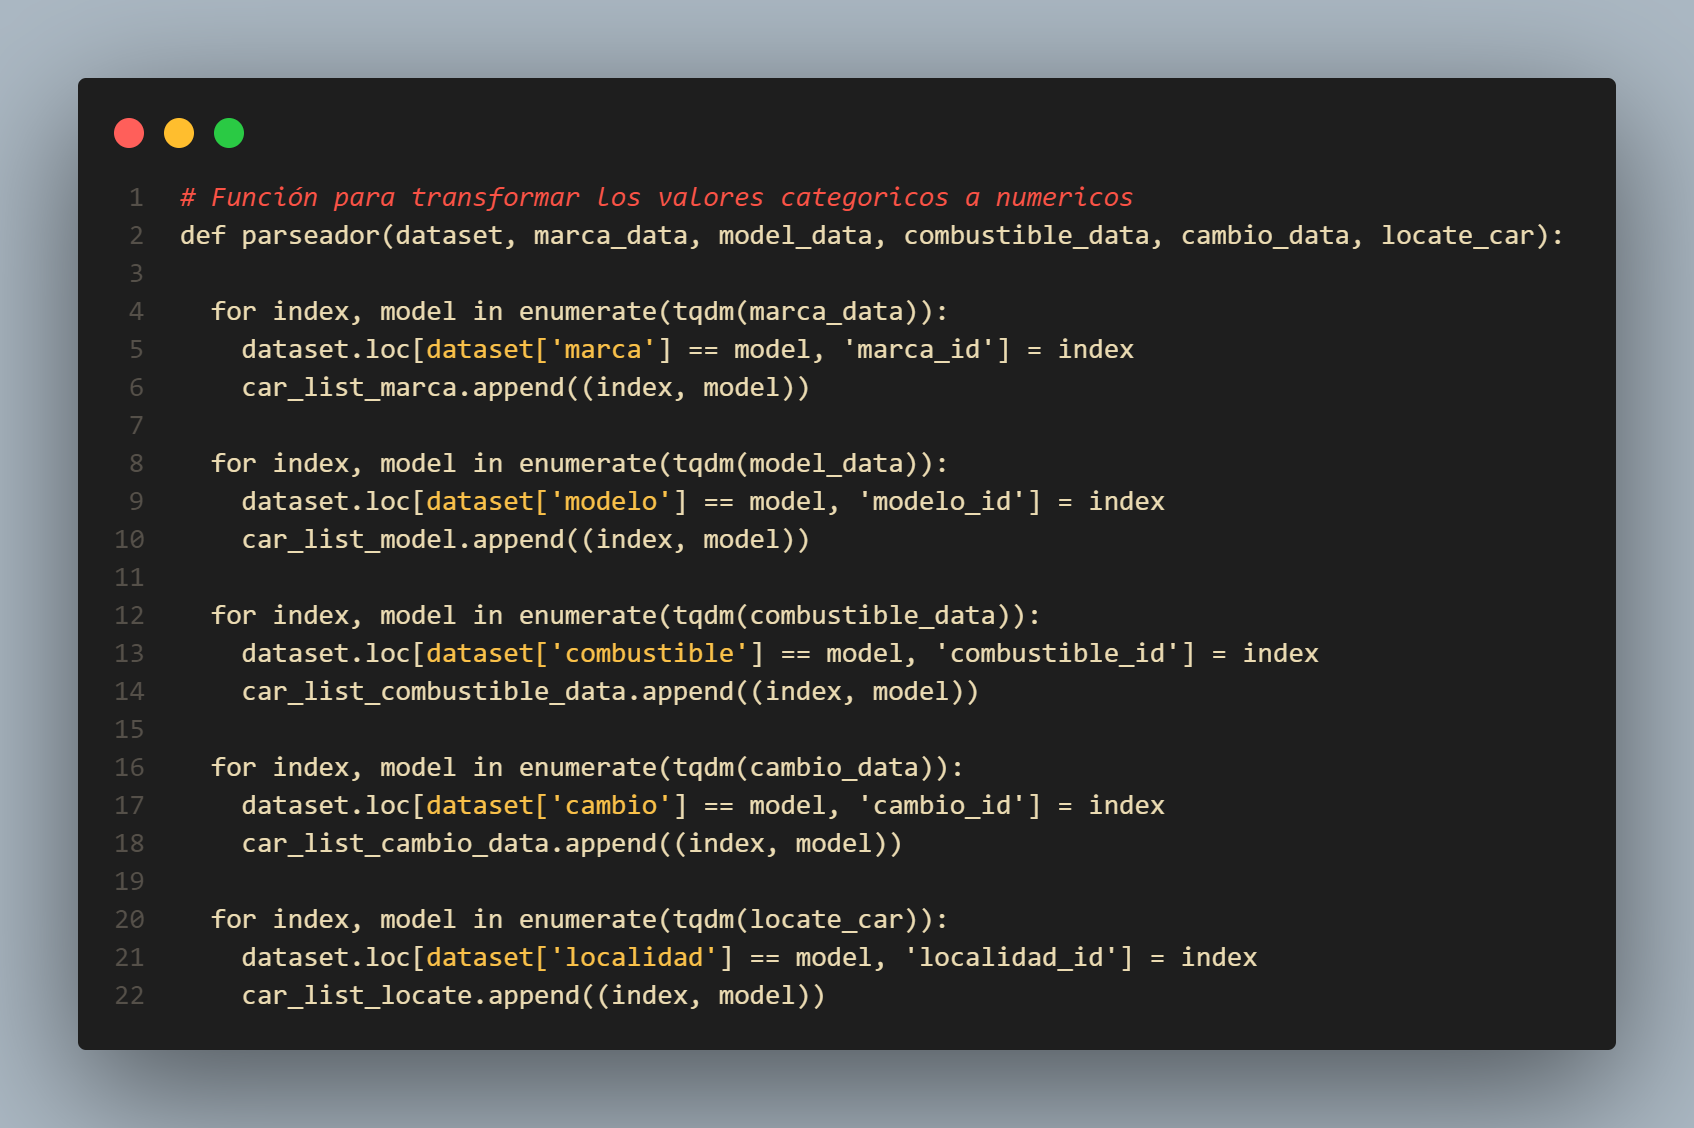 1 # Función para transformar los valores categoricos a numericos
2 def parseador(dataset, marca_data, model_data, combustible_data, cambio_data, locate_car):
3
4   for index, model in enumerate(tqdm(marca_data)):
5     dataset.loc[dataset['marca'] == model, 'marca_id'] = index
6     car_list_marca.append((index, model))
7
8   for index, model in enumerate(tqdm(model_data)):
9     dataset.loc[dataset['modelo'] == model, 'modelo_id'] = index
10     car_list_model.append((index, model))
11
12   for index, model in enumerate(tqdm(combustible_data)):
13     dataset.loc[dataset['combustible'] == model, 'combustible_id'] = index
14     car_list_combustible_data.append((index, model))
15
16   for index, model in enumerate(tqdm(cambio_data)):
17     dataset.loc[dataset['cambio'] == model, 'cambio_id'] = index
18     car_list_cambio_data.append((index, model))
19
20   for index, model in enumerate(tqdm(locate_car)):
21     dataset.loc[dataset['localidad'] == model, 'localidad_id'] = index
22     car_list_locate.append((index, model))